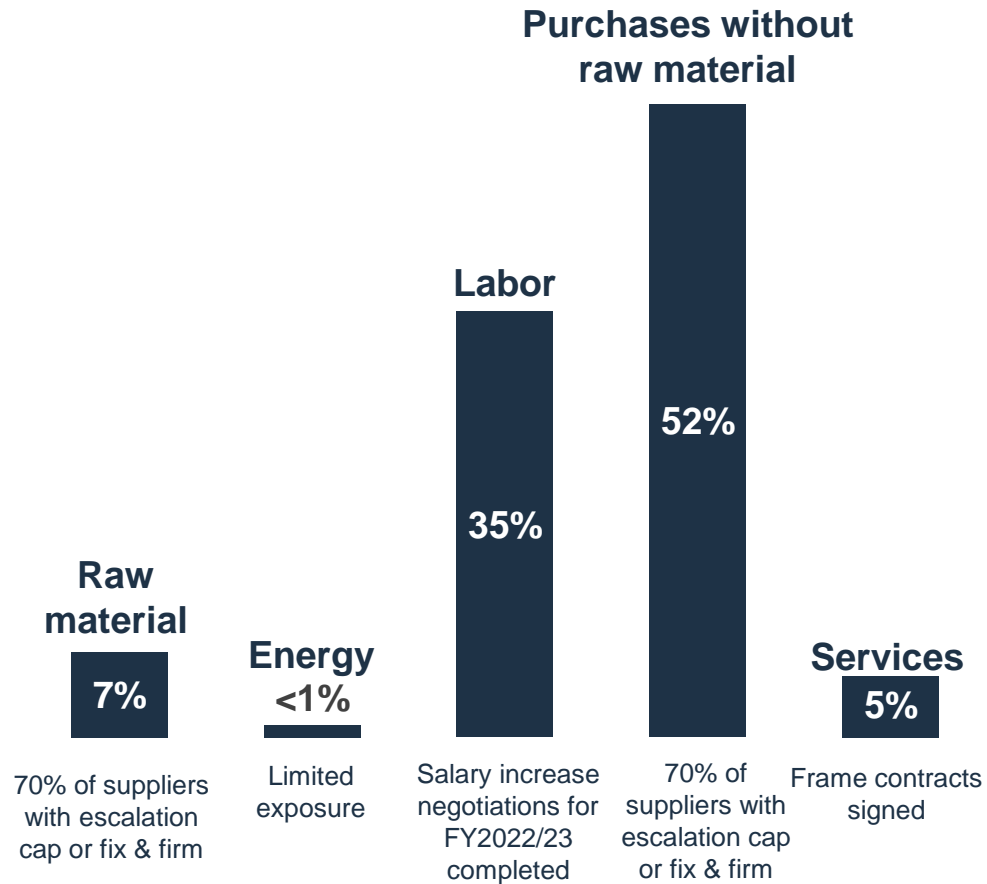 Purchases without
raw material
Labor
52%
35%
Raw
material
Energy
<1%
Services
7%
5%
70% of suppliers
with escalation
cap or fix & firm
Limited
exposure
Salary increase
negotiations for
FY2022/23
completed
70% of
suppliers with
escalation cap
or fix & firm
Frame contracts
signed